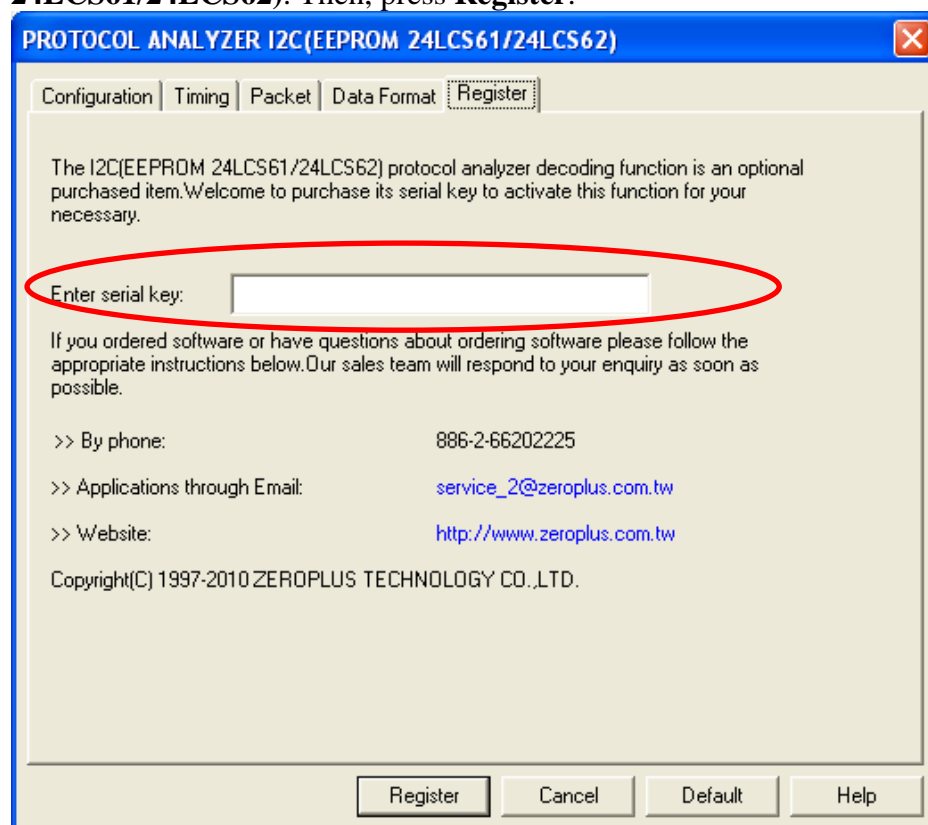 24LCS61/24LCS62). Then, press Register.
PROTOCOL ANALYZER I2C(EEPROM 24LCS61/24LCS62)
Configuration Timing Packet Data Format Register
The I2C(EEPROM 24LCS61/24LCS62) protocol analyzer decoding function is an optional
purchased item.Welcome to purchase its serial key to activate this function for your
necessary.
Enter serial key:
If you ordered software or have questions about ordering software please follow the
appropriate instructions below.Our sales team will respond to your enquiry as soon as
possible.
>> By phone: 886-2-66202225
>> Applications through Email: service_2@zeroplus.com.tw
>> Website: http://www.zeroplus.com.tw
Copyright(C) 1997-2010 ZEROPLUS TECHNOLOGY CO.,LTD.
Register Cancel Default Help